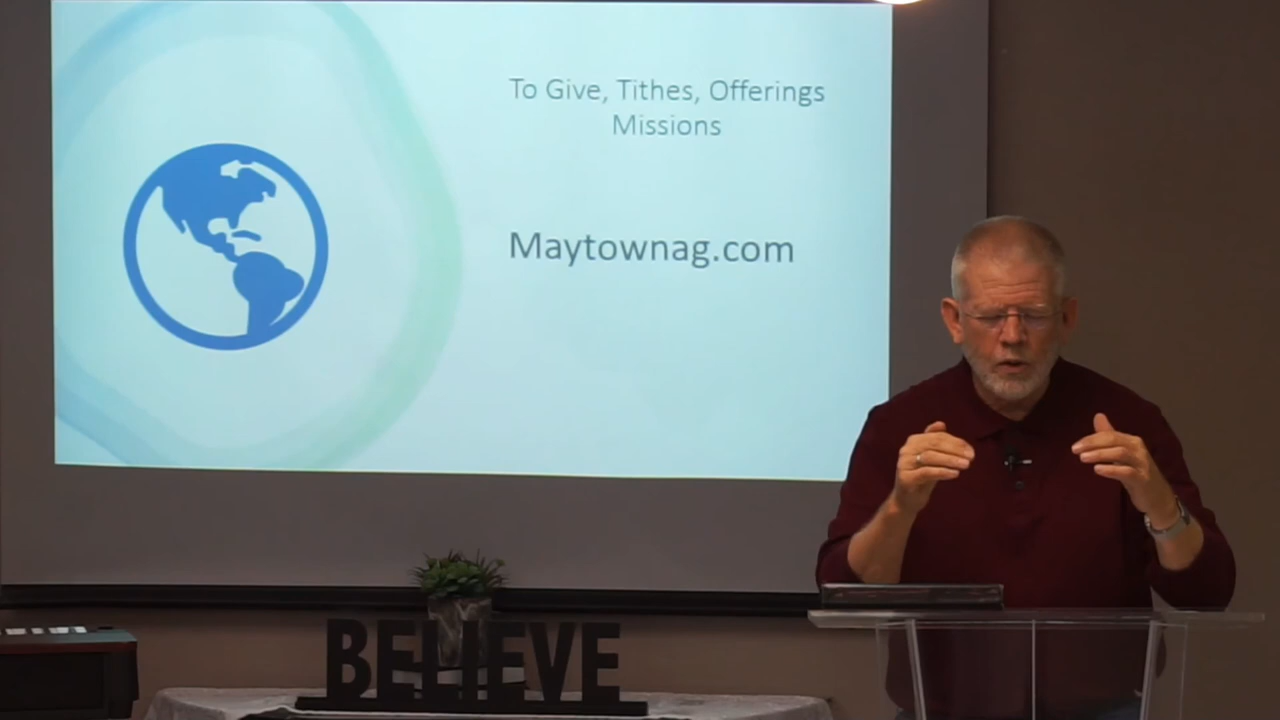 To Give, Tithes, Offerings
Missions
Maytownag.com
BELIEVE